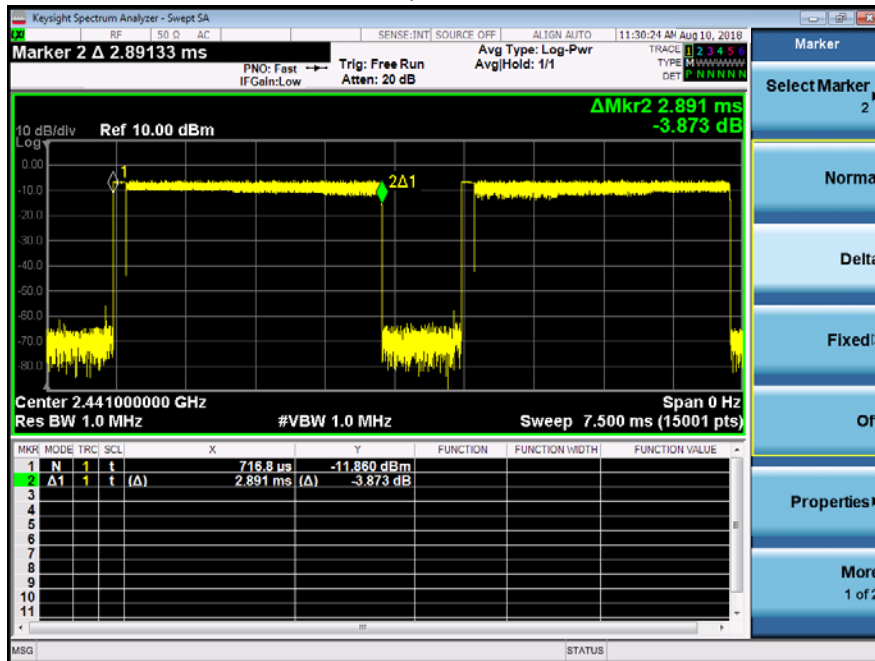 Keysight Spectrum Analyzer - Swept SA
LXI RF 50 Ω AC SENSE:INT SOURCE OFF ALIGN AUTO 11:30:24 AM Aug 10, 2018
Marker 2 Δ 2.89133 ms
PNO: Fast
IFGain:Low
Trig: Free Run
Atten: 20 dB
Avg Type: Log-Pwr
Avg|Hold: 1/1
TRACE 1 2 3 4 5 6
TYPE M W W W W W
DET P N N N N N
ΔMkr2 2.891 ms
-3.873 dB
10 dB/div Ref 10.00 dBm
Log
0.00
-10.0
-20.0
-30.0
-40.0
-50.0
-60.0
-70.0
-80.0
1
2Δ1
Center 2.441000000 GHz Span 0 Hz
Res BW 1.0 MHz #VBW 1.0 MHz Sweep 7.500 ms (15001 pts)
MKR MODE TRC SCL X Y FUNCTION FUNCTION WIDTH FUNCTION VALUE
1 N 1 t 716.8 us -11.860 dBm
2 Δ1 1 t (Δ) 2.891 ms (Δ) -3.873 dB
3
4
5
6
7
8
9
10
11
MSG STATUS
Marker
Select Marker
2
Norma
Delta
Fixed
Of
Properties
More
1 of 2